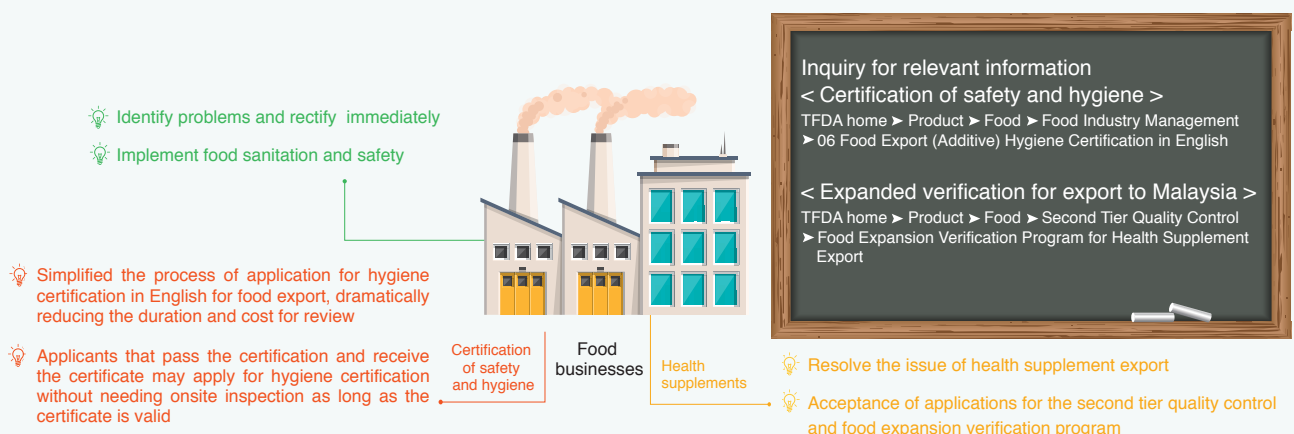 Identify problems and rectify immediately
Implement food sanitation and safety
Simplified the process of application for hygiene
certification in English for food export, dramatically
reducing the duration and cost for review
Applicants that pass the certification and receive
the certificate may apply for hygiene certification
without needing onsite inspection as long as the
certificate is valid
Certification
of safety
and hygiene
Food
businesses
Health
supplements
Inquiry for relevant information
< Certification of safety and hygiene >
TFDA home ➤ Product ➤ Food ➤ Food Industry Management
➤ 06 Food Export (Additive) Hygiene Certification in English
< Expanded verification for export to Malaysia >
TFDA home ➤ Product ➤ Food ➤ Second Tier Quality Control
➤ Food Expansion Verification Program for Health Supplement
Export
Resolve the issue of health supplement export
Acceptance of applications for the second tier quality control
and food expansion verification program